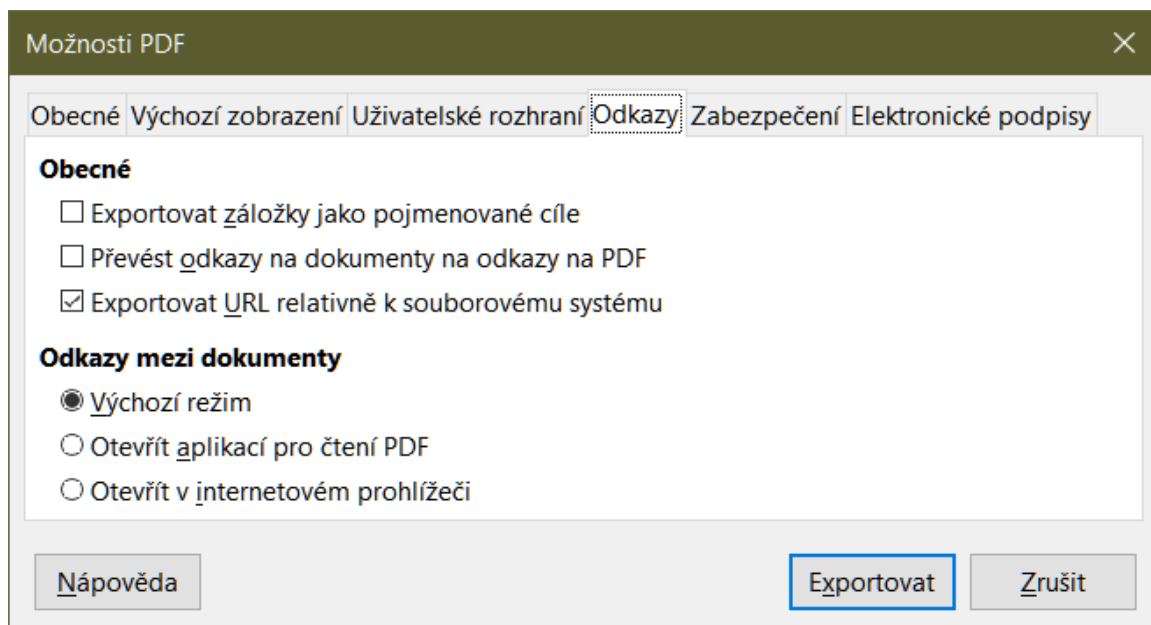 Možnosti PDF
Obecné Výchozí zobrazení Uživatelské rozhraní Odkazy Zabezpečení Elektronické podpisy
Obecné
Exportovat záložky jako pojmenované cíle
Převést odkazy na dokumenty na odkazy na PDF
Exportovat URL relativně k souborovému systému
Odkazy mezi dokumenty
Výchozí režim
Otevřít aplikací pro čtení PDF
Otevřít v internetovém prohlížeči
Nápověda Exportovat Zrušit